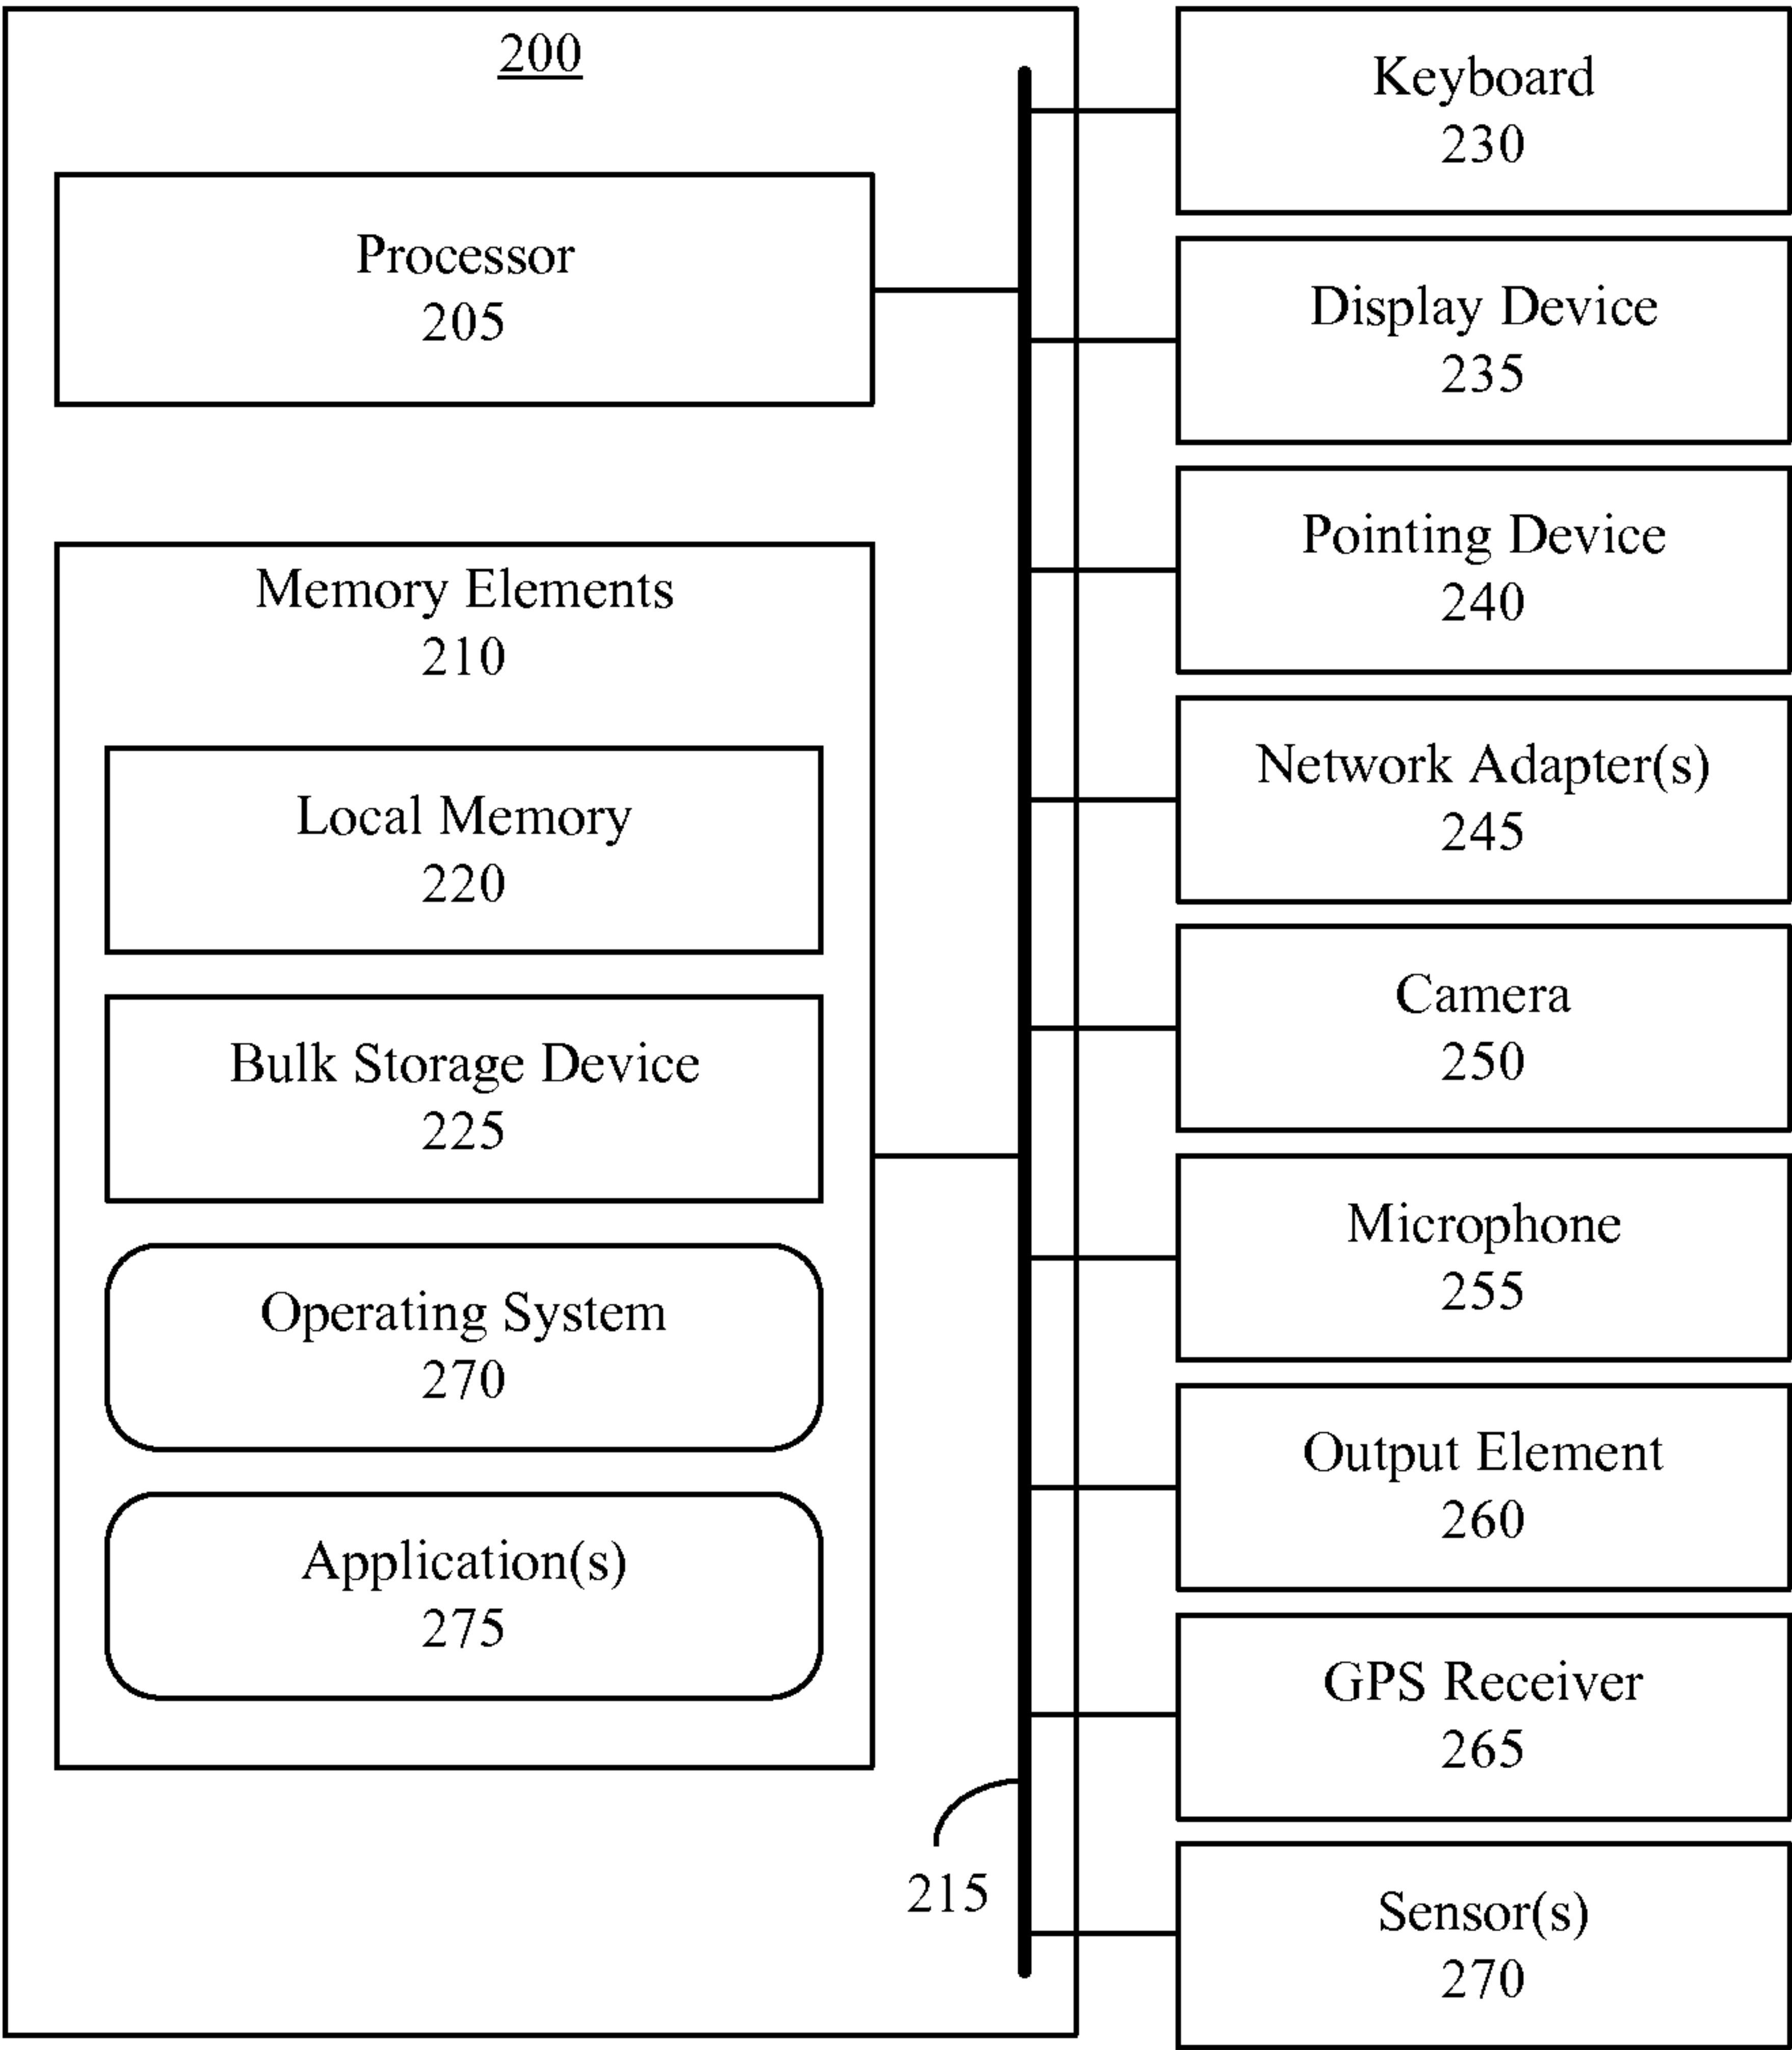 200
Processor
205
Memory Elements
210
Local Memory
220
Bulk Storage Device
225
Operating System
270
Application(s)
275
215
Keyboard
230
Display Device
235
Pointing Device
240
Network Adapter(s)
245
Camera
250
Microphone
255
Output Element
260
GPS Receiver
265
Sensor(s)
270